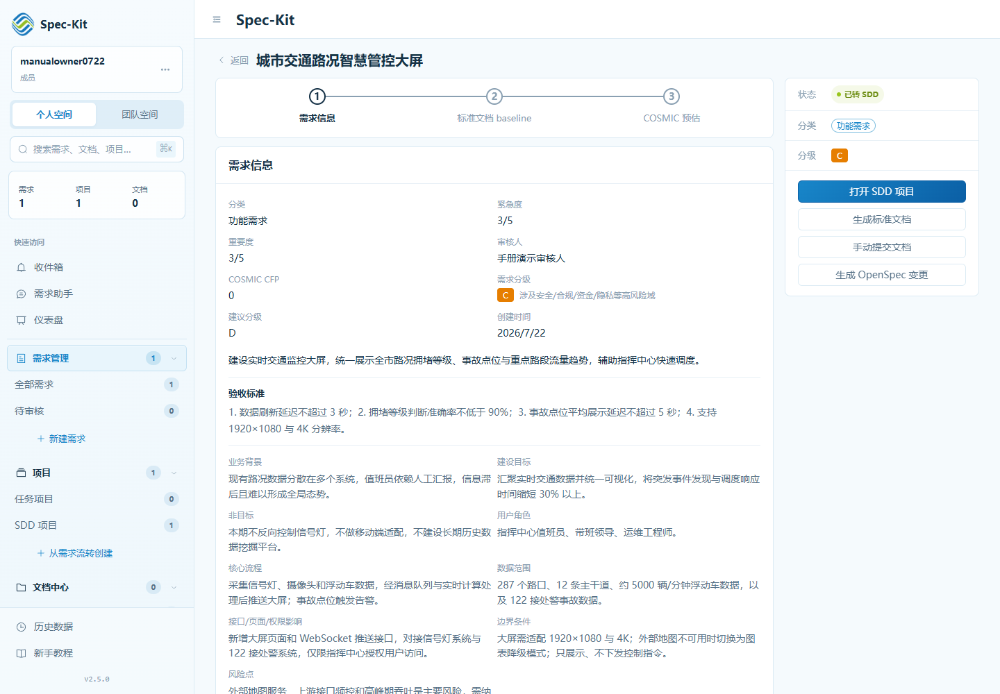 Spec-Kit
manualowner0722
成员
个人空间
团队空间
搜索需求、文档、项目...
⌘K
需求
项目
文档
1
1
0
快速访问
收件箱
需求助手
仪表盘
需求管理
1
全部需求
1
待审核
0
新建需求
项目
1
任务项目
0
SDD 项目
1
从需求流转创建
文档中心
0
历史数据
新手教程
v2.5.0
Spec-Kit
返回
城市交通路况智慧管控大屏
1
2
3
需求信息
标准文档 baseline
COSMIC 预估
需求信息
分类
功能需求
紧急度
3/5
重要度
3/5
审核人
手册演示审核人
COSMIC CFP
0
需求分级
C 涉及安全/合规/资金/隐私等高风险域
建议分级
D
创建时间
2026/7/22
建设实时交通监控大屏，统一展示全市路况拥堵等级、事故点位与重点路段流量趋势，辅助指挥中心快速调度。
验收标准
1. 数据刷新延迟不超过 3 秒；2. 拥堵等级判断准确率不低于 90%；3. 事故点位平均展示延迟不超过 5 秒；4. 支持
1920×1080 与 4K 分辨率。
业务背景
现有路况数据分散在多个系统，值班员依赖人工汇报，信息滞
后且难以形成全局态势。
建设目标
汇聚实时交通数据并统一可视化，将突发事件发现与调度响应
时间缩短 30% 以上。
非目标
本期不反向控制信号灯，不做移动端适配，不建设长期历史数
据挖掘平台。
用户角色
指挥中心值班员、带班领导、运维工程师。
核心流程
采集信号灯、摄像头和浮动车数据，经消息队列与实时计算处
理后推送大屏；事故点位触发告警。
数据范围
287 个路口、12 条主干道、约 5000 辆/分钟浮动车数据，以
及 122 接处警事故数据。
接口/页面/权限影响
新增大屏页面和 WebSocket 推送接口，对接信号灯系统与
122 接处警系统，仅限指挥中心授权用户访问。
边界条件
大屏需适配 1920×1080 与 4K；外部地图不可用时切换为图
表降级模式；只展示、不下发控制指令。
风险点
外部地图服务、上游接口频控和高峰期吞吐是主要风险，需纳
状态
已转 SDD
分类
功能需求
分级
C
打开 SDD 项目
生成标准文档
手动提交文档
生成 OpenSpec 变更